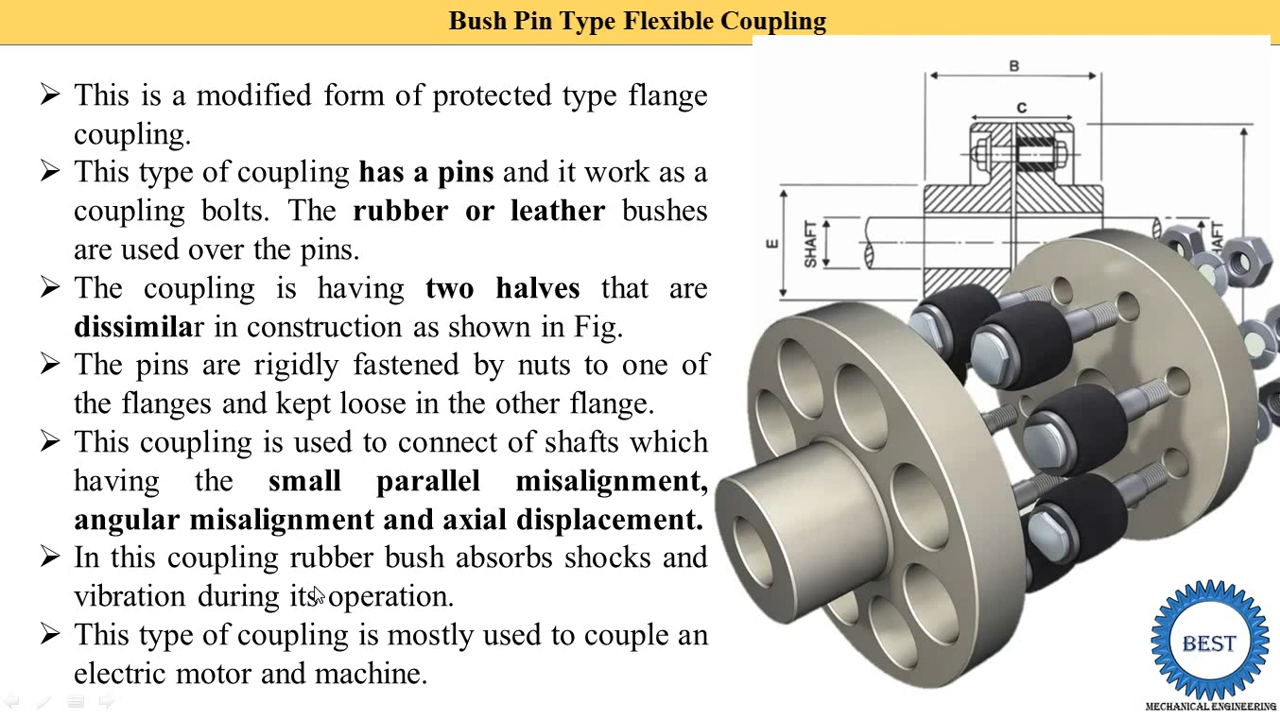 Bush Pin Type Flexible Coupling
➢ This is a modified form of protected type flange
coupling.
➢ This type of coupling has a pins and it work as a
coupling bolts. The rubber or leather bushes
are used over the pins.
➢ The coupling is having two halves that are
dissimilar in construction as shown in Fig.
➢ The pins are rigidly fastened by nuts to one of
the flanges and kept loose in the other flange.
➢ This coupling is used to connect of shafts which
having the small parallel misalignment,
angular misalignment and axial displacement.
➢ In this coupling rubber bush absorbs shocks and
vibration during its operation.
➢ This type of coupling is mostly used to couple an
electric motor and machine.
B
C
E
SHAFT
BEST
MECHANICAL ENGINEERING